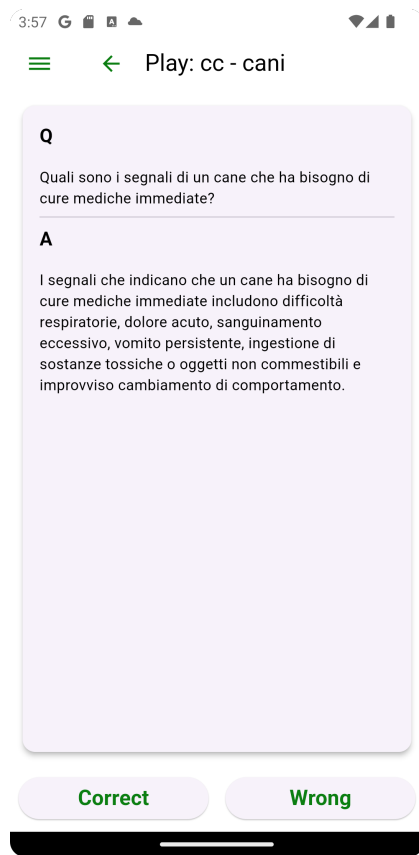 3:57
Play: cc - cani
Q
Quali sono i segnali di un cane che ha bisogno di
cure mediche immediate?
A
I segnali che indicano che un cane ha bisogno di
cure mediche immediate includono difficoltà
respiratorie, dolore acuto, sanguinamento
eccessivo, vomito persistente, ingestione di
sostanze tossiche o oggetti non commestibili e
improvviso cambiamento di comportamento.
Correct
Wrong